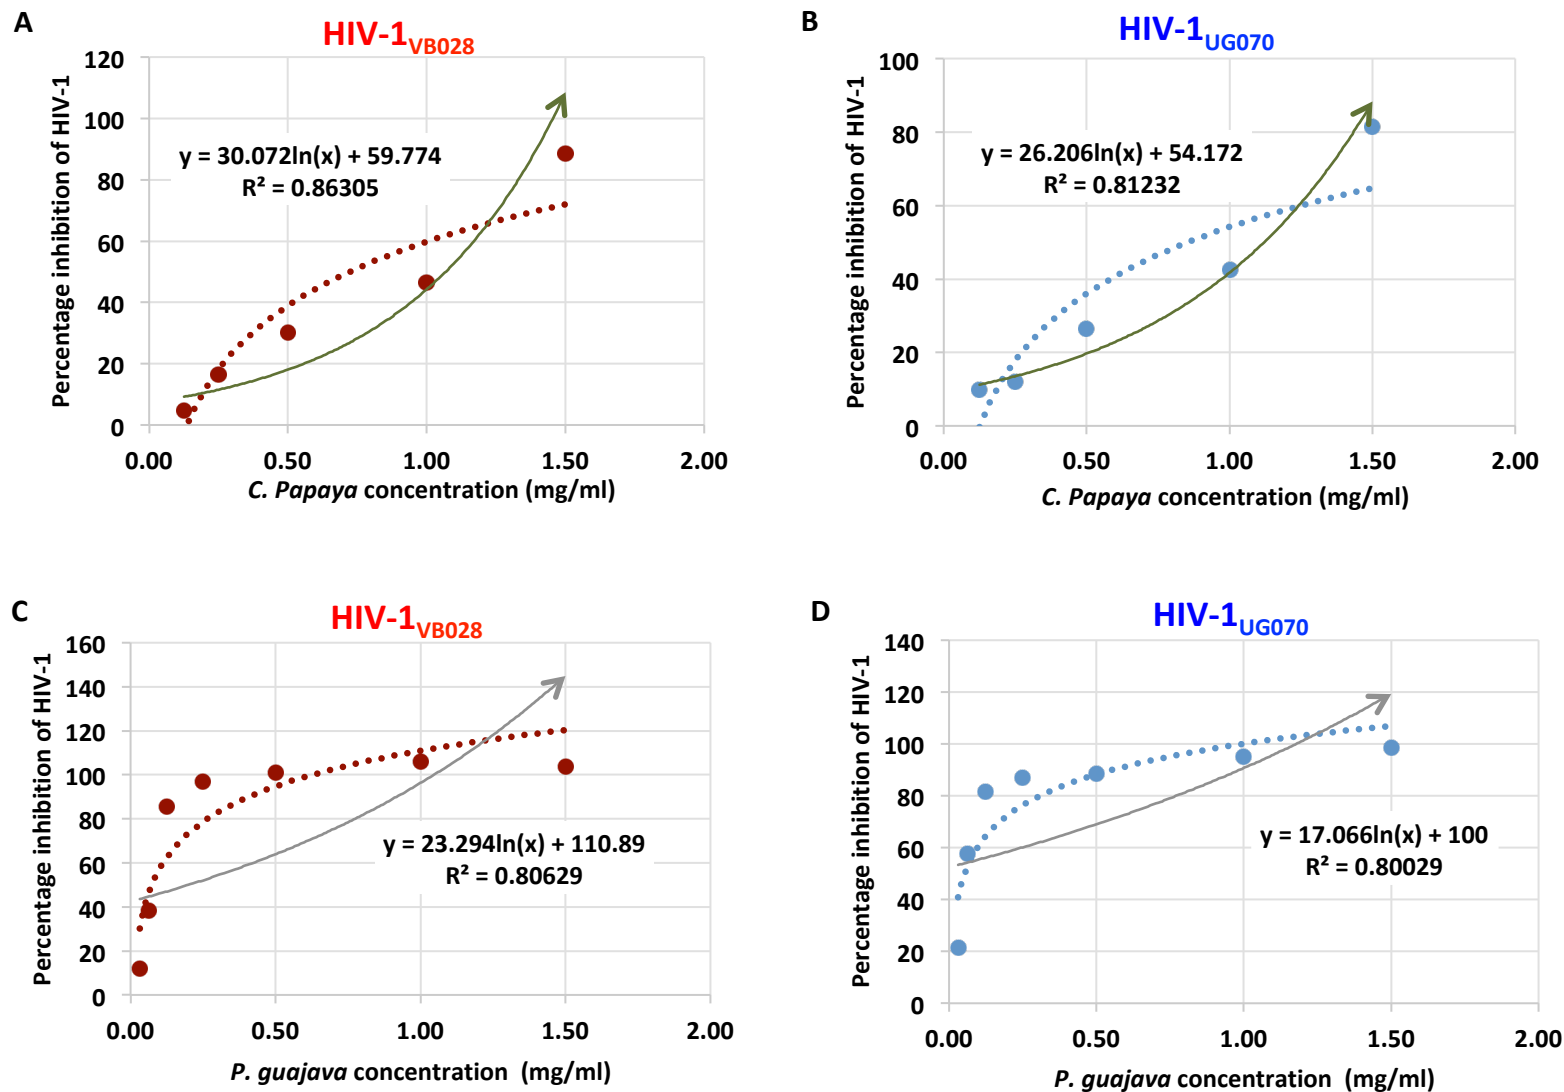 A
HIV-1VB028
Percentage inhibition of HIV-1
120
100
80
60
40
20
0
y = 30.072ln(x) + 59.774
R² = 0.86305
0.00 0.50 1.00 1.50 2.00
C. Papaya concentration (mg/ml)
B
HIV-1UG070
Percentage inhibition of HIV-1
100
80
60
40
20
0
y = 26.206ln(x) + 54.172
R² = 0.81232
0.00 0.50 1.00 1.50 2.00
C. Papaya concentration (mg/ml)
C
HIV-1VB028
Percentage inhibition of HIV-1
160
140
120
100
80
60
40
20
0
y = 23.294ln(x) + 110.89
R² = 0.80629
0.00 0.50 1.00 1.50 2.00
P. guajava concentration (mg/ml)
D
HIV-1UG070
Percentage inhibition of HIV-1
140
120
100
80
60
40
20
0
y = 17.066ln(x) + 100
R² = 0.80029
0.00 0.50 1.00 1.50 2.00
P. guajava concentration (mg/ml)